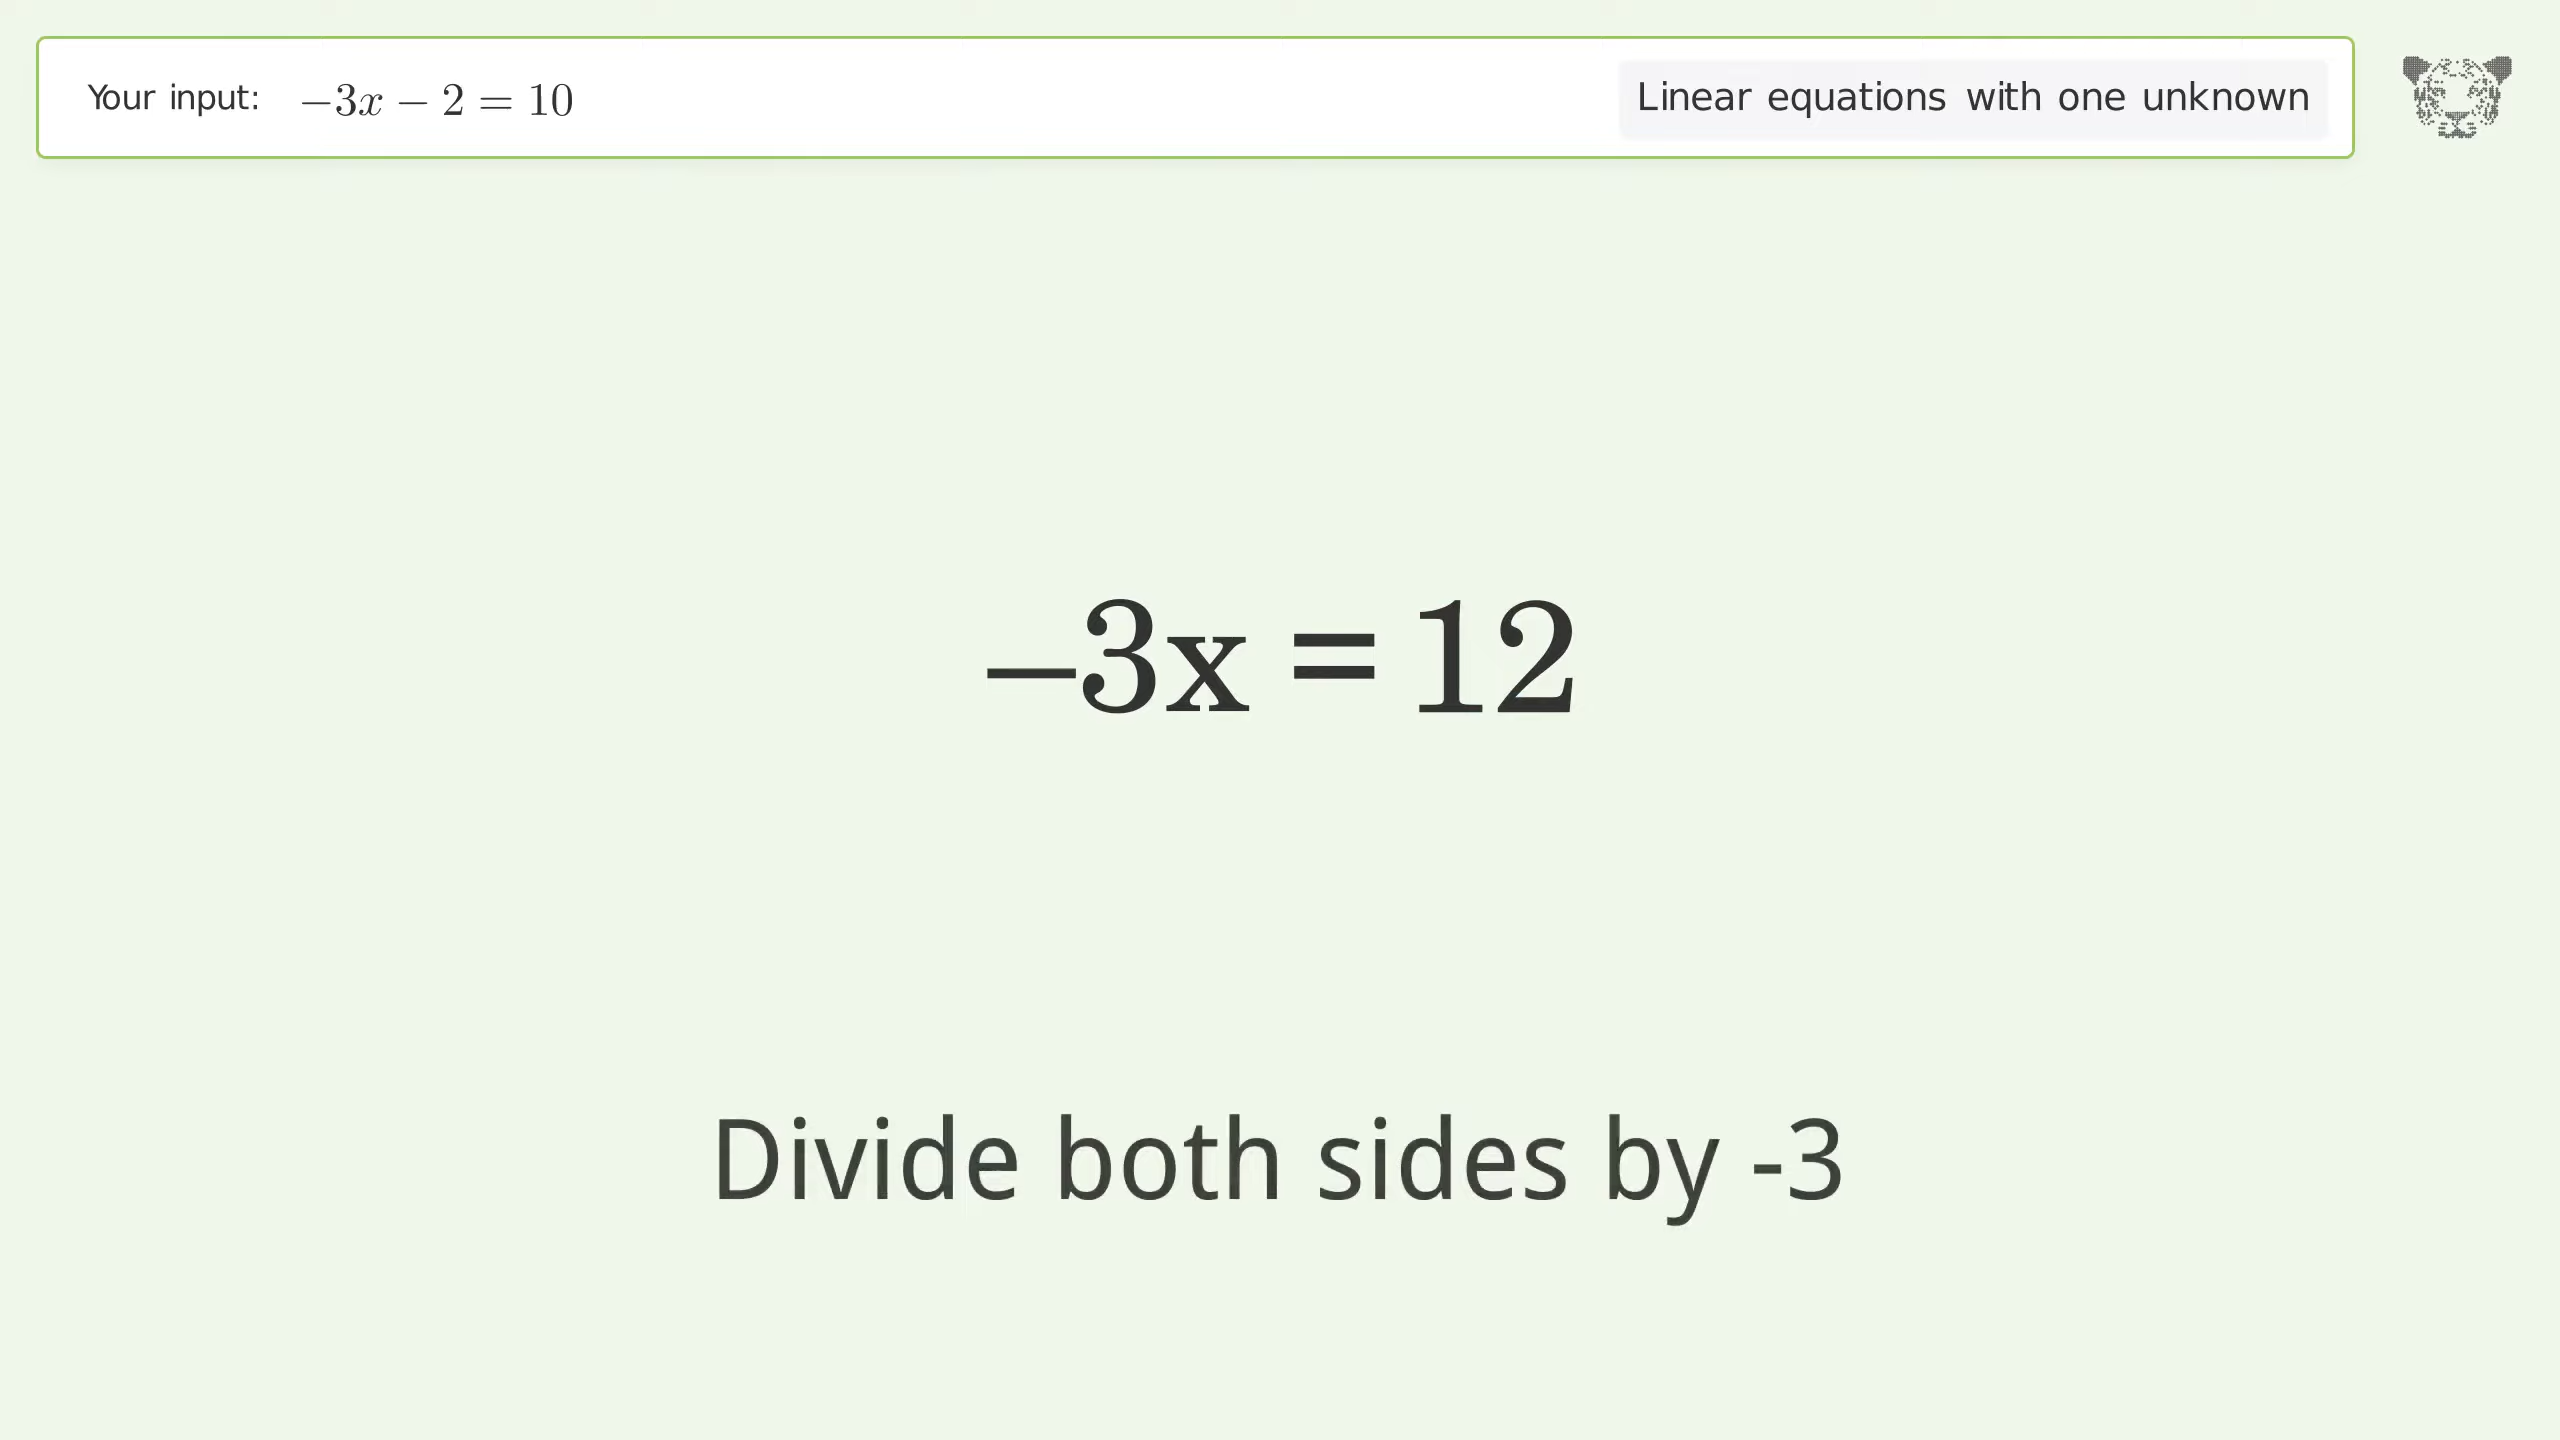 Your input: −3x − 2 = 10
Linear equations with one unknown
−3x = 12
Divide both sides by -3